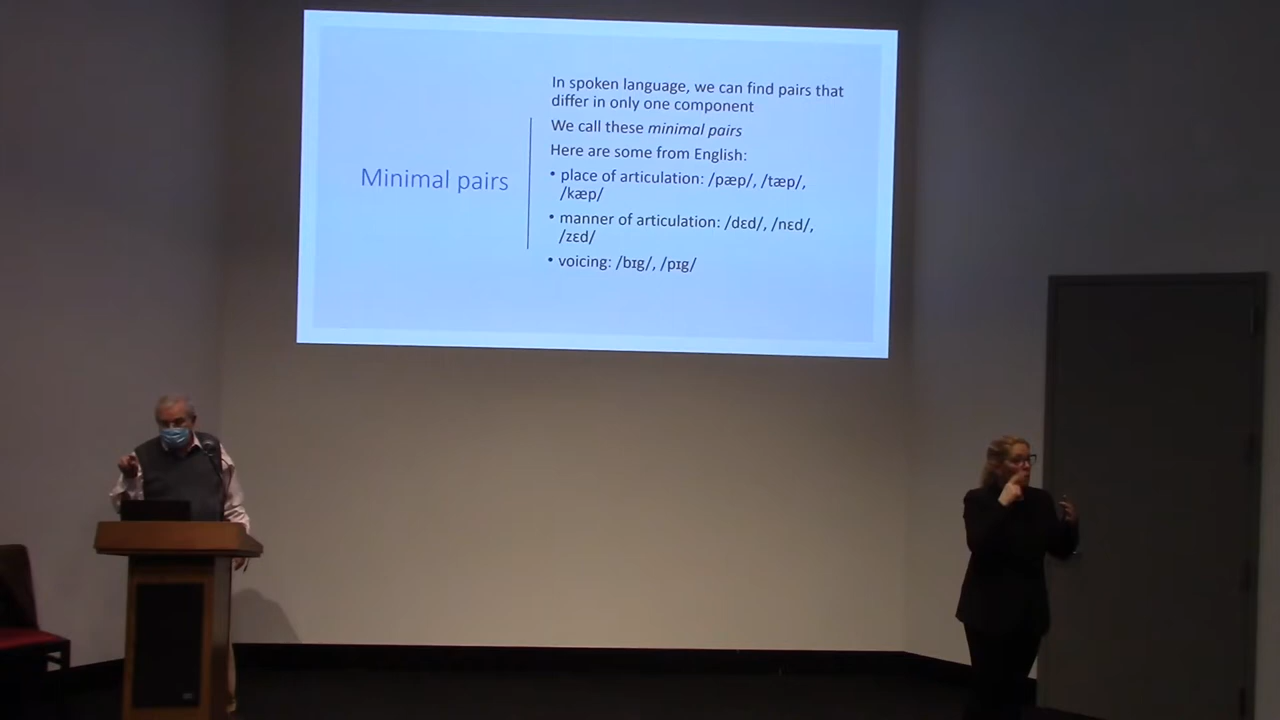 Minimal pairs
In spoken language, we can find pairs that
differ in only one component
We call these minimal pairs
Here are some from English:
• place of articulation: /pæp/, /tæp/,
/kæp/
• manner of articulation: /dɛd/, /nɛd/,
/zɛd/
• voicing: /bɪg/, /pɪg/